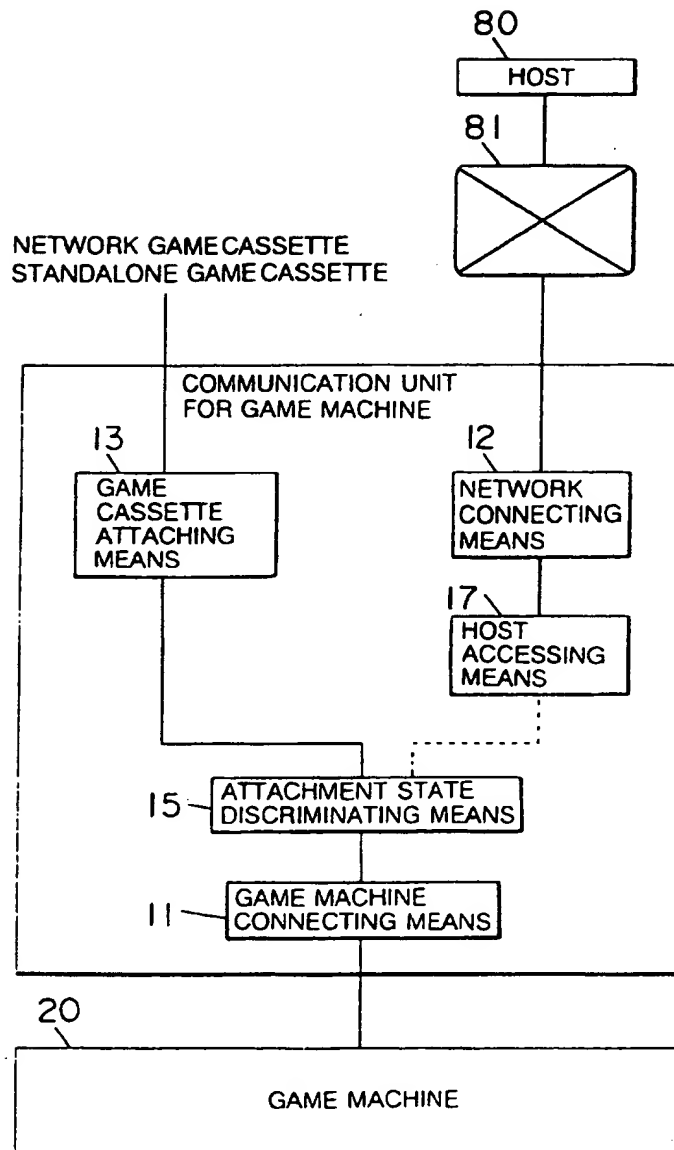 80
HOST
81
NETWORK GAME CASSETTE
STANDALONE GAME CASSETTE
COMMUNICATION UNIT
FOR GAME MACHINE
13
GAME
CASSETTE
ATTACHING
MEANS
12
NETWORK
CONNECTING
MEANS
17
HOST
ACCESSING
MEANS
15
ATTACHMENT STATE
DISCRIMINATING MEANS
11
GAME MACHINE
CONNECTING MEANS
20
GAME MACHINE